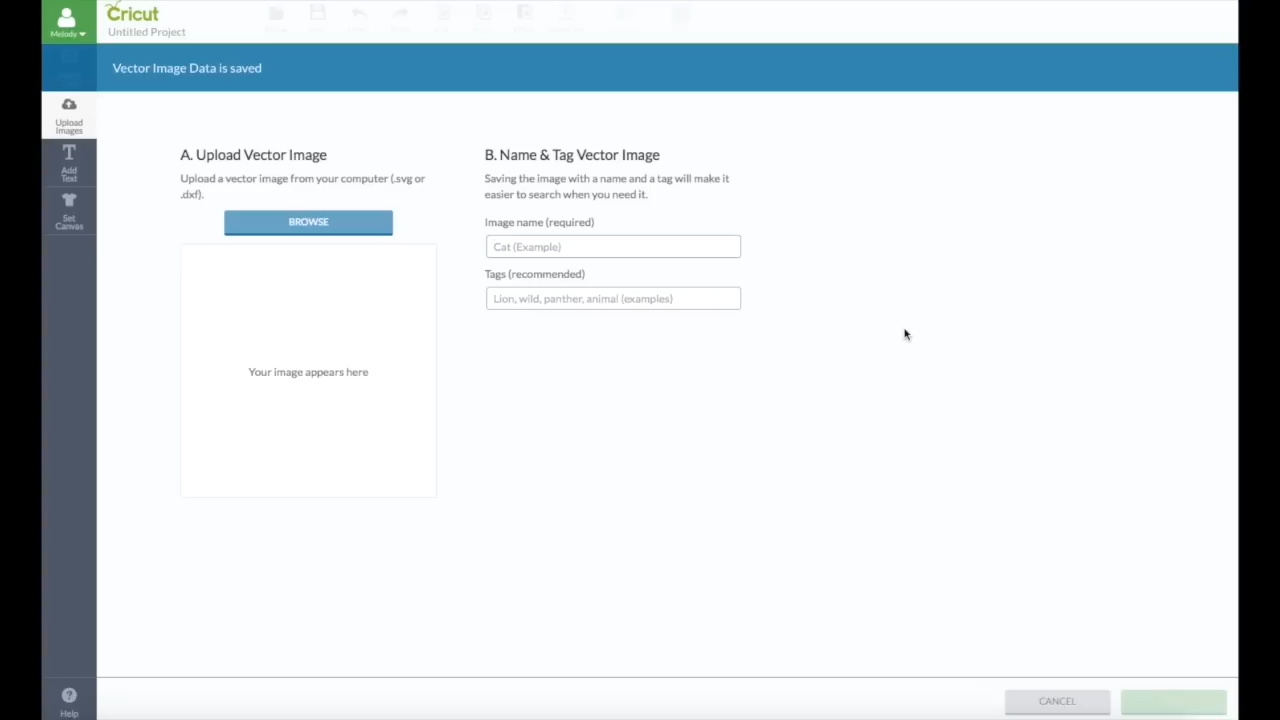 Cricut
Melody
Untitled Project
Vector Image Data is saved
Upload
Images
Add
Text
Set
Canvas
A. Upload Vector Image
Upload a vector image from your computer (.svg or
.dxf).
BROWSE
Your image appears here
B. Name & Tag Vector Image
Saving the image with a name and a tag will make it
easier to search when you need it.
Image name (required)
Cat (Example)
Tags (recommended)
Lion, wild, panther, animal (examples)
Help
CANCEL